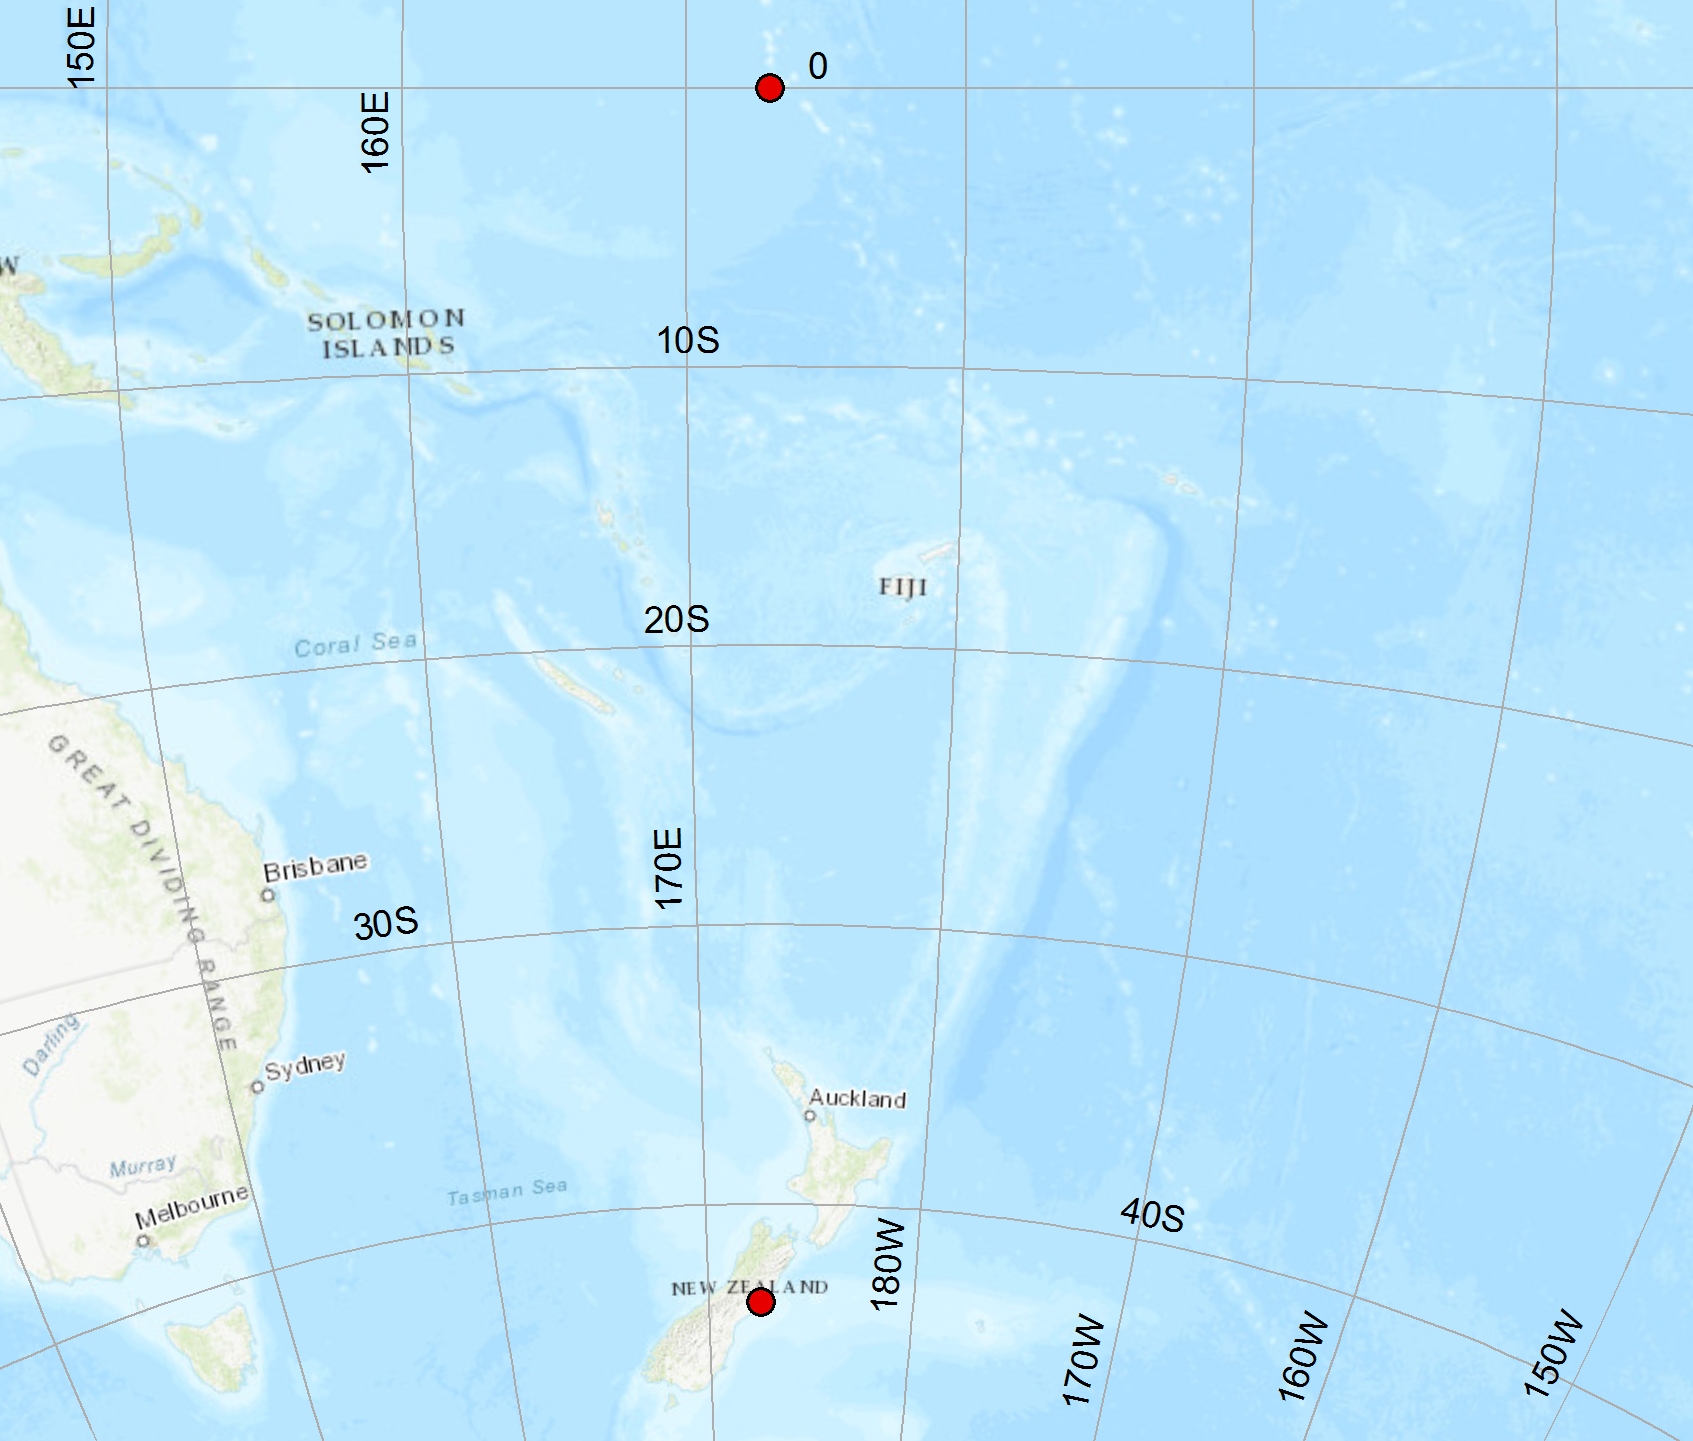 150E
0
160E
W
SOLOMON
ISLANDS
10S
FIJI
20S
Coral Sea
GREAT DIVIDING RANGE
170E
Brisbane
30S
Darling
Sydney
Auckland
Murray
Tasman Sea
Melbourne
40S
180W
NEW ZEALAND
170W
160W
150W